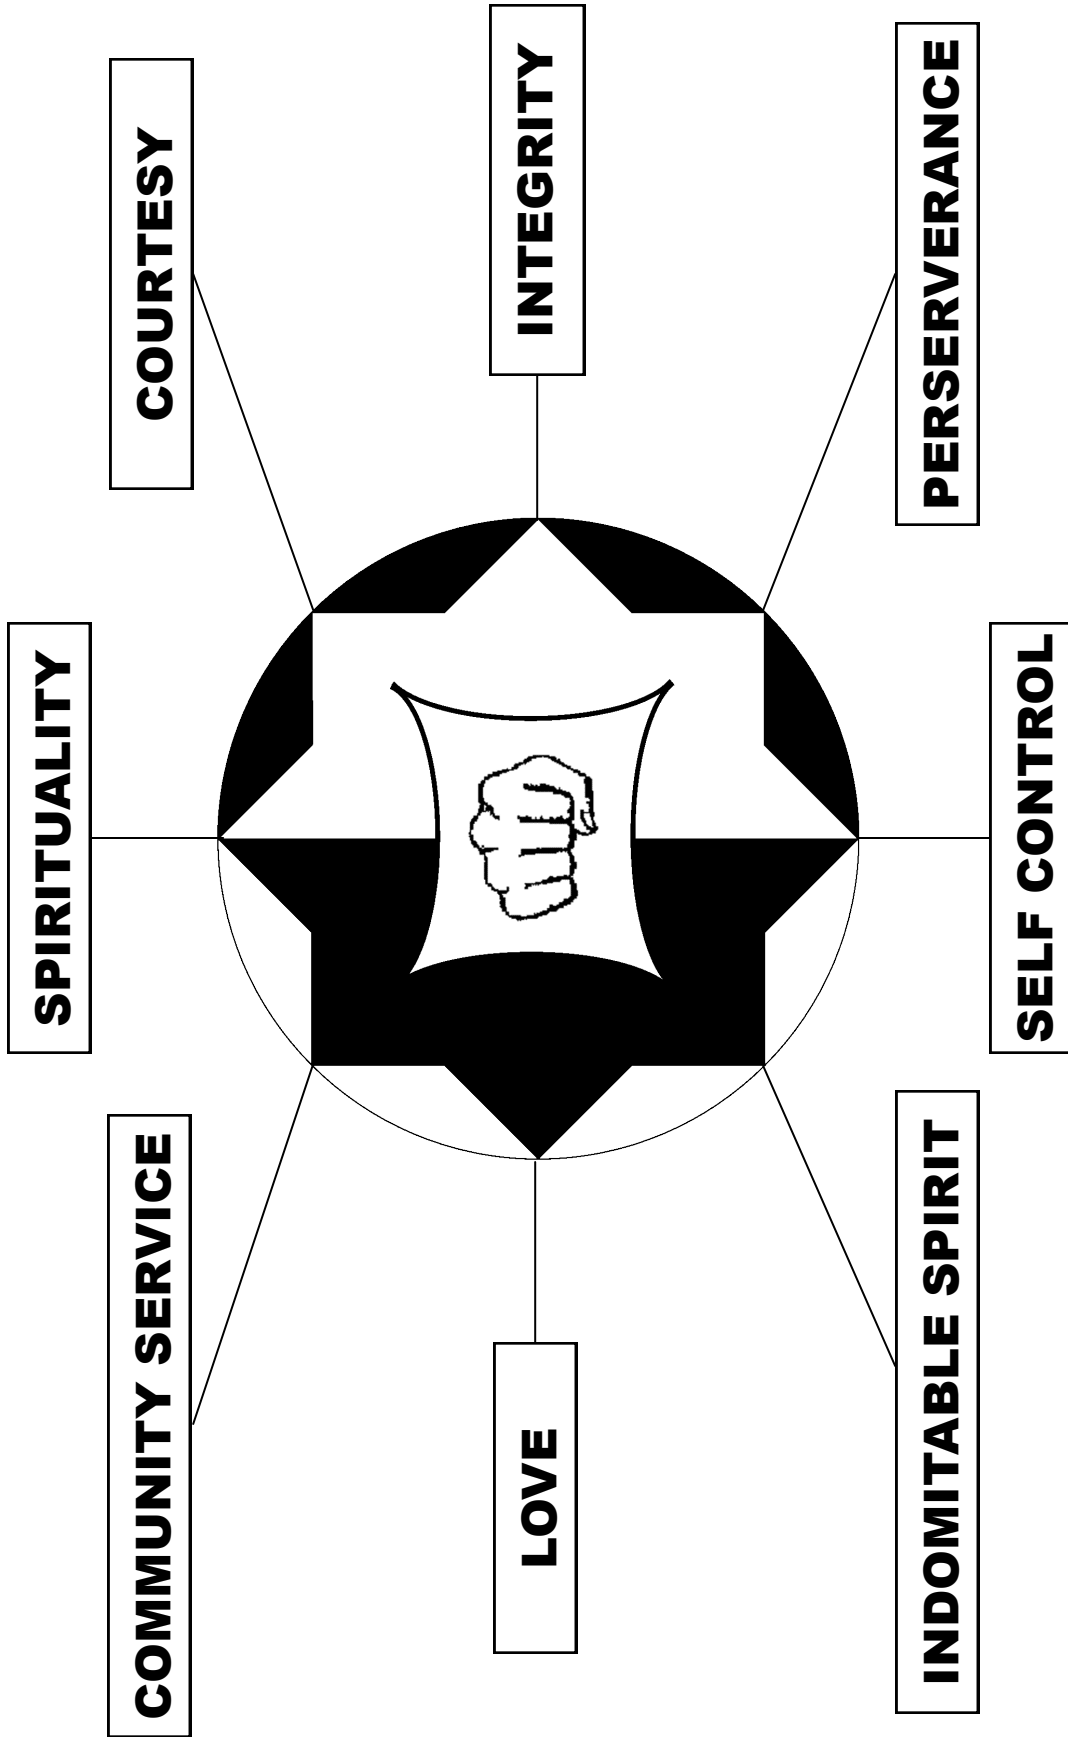 SPIRITUALITY
COMMUNITY SERVICE
COURTESY
LOVE
INTEGRITY
INDOMITABLE SPIRIT
PERSERVERANCE
SELF CONTROL